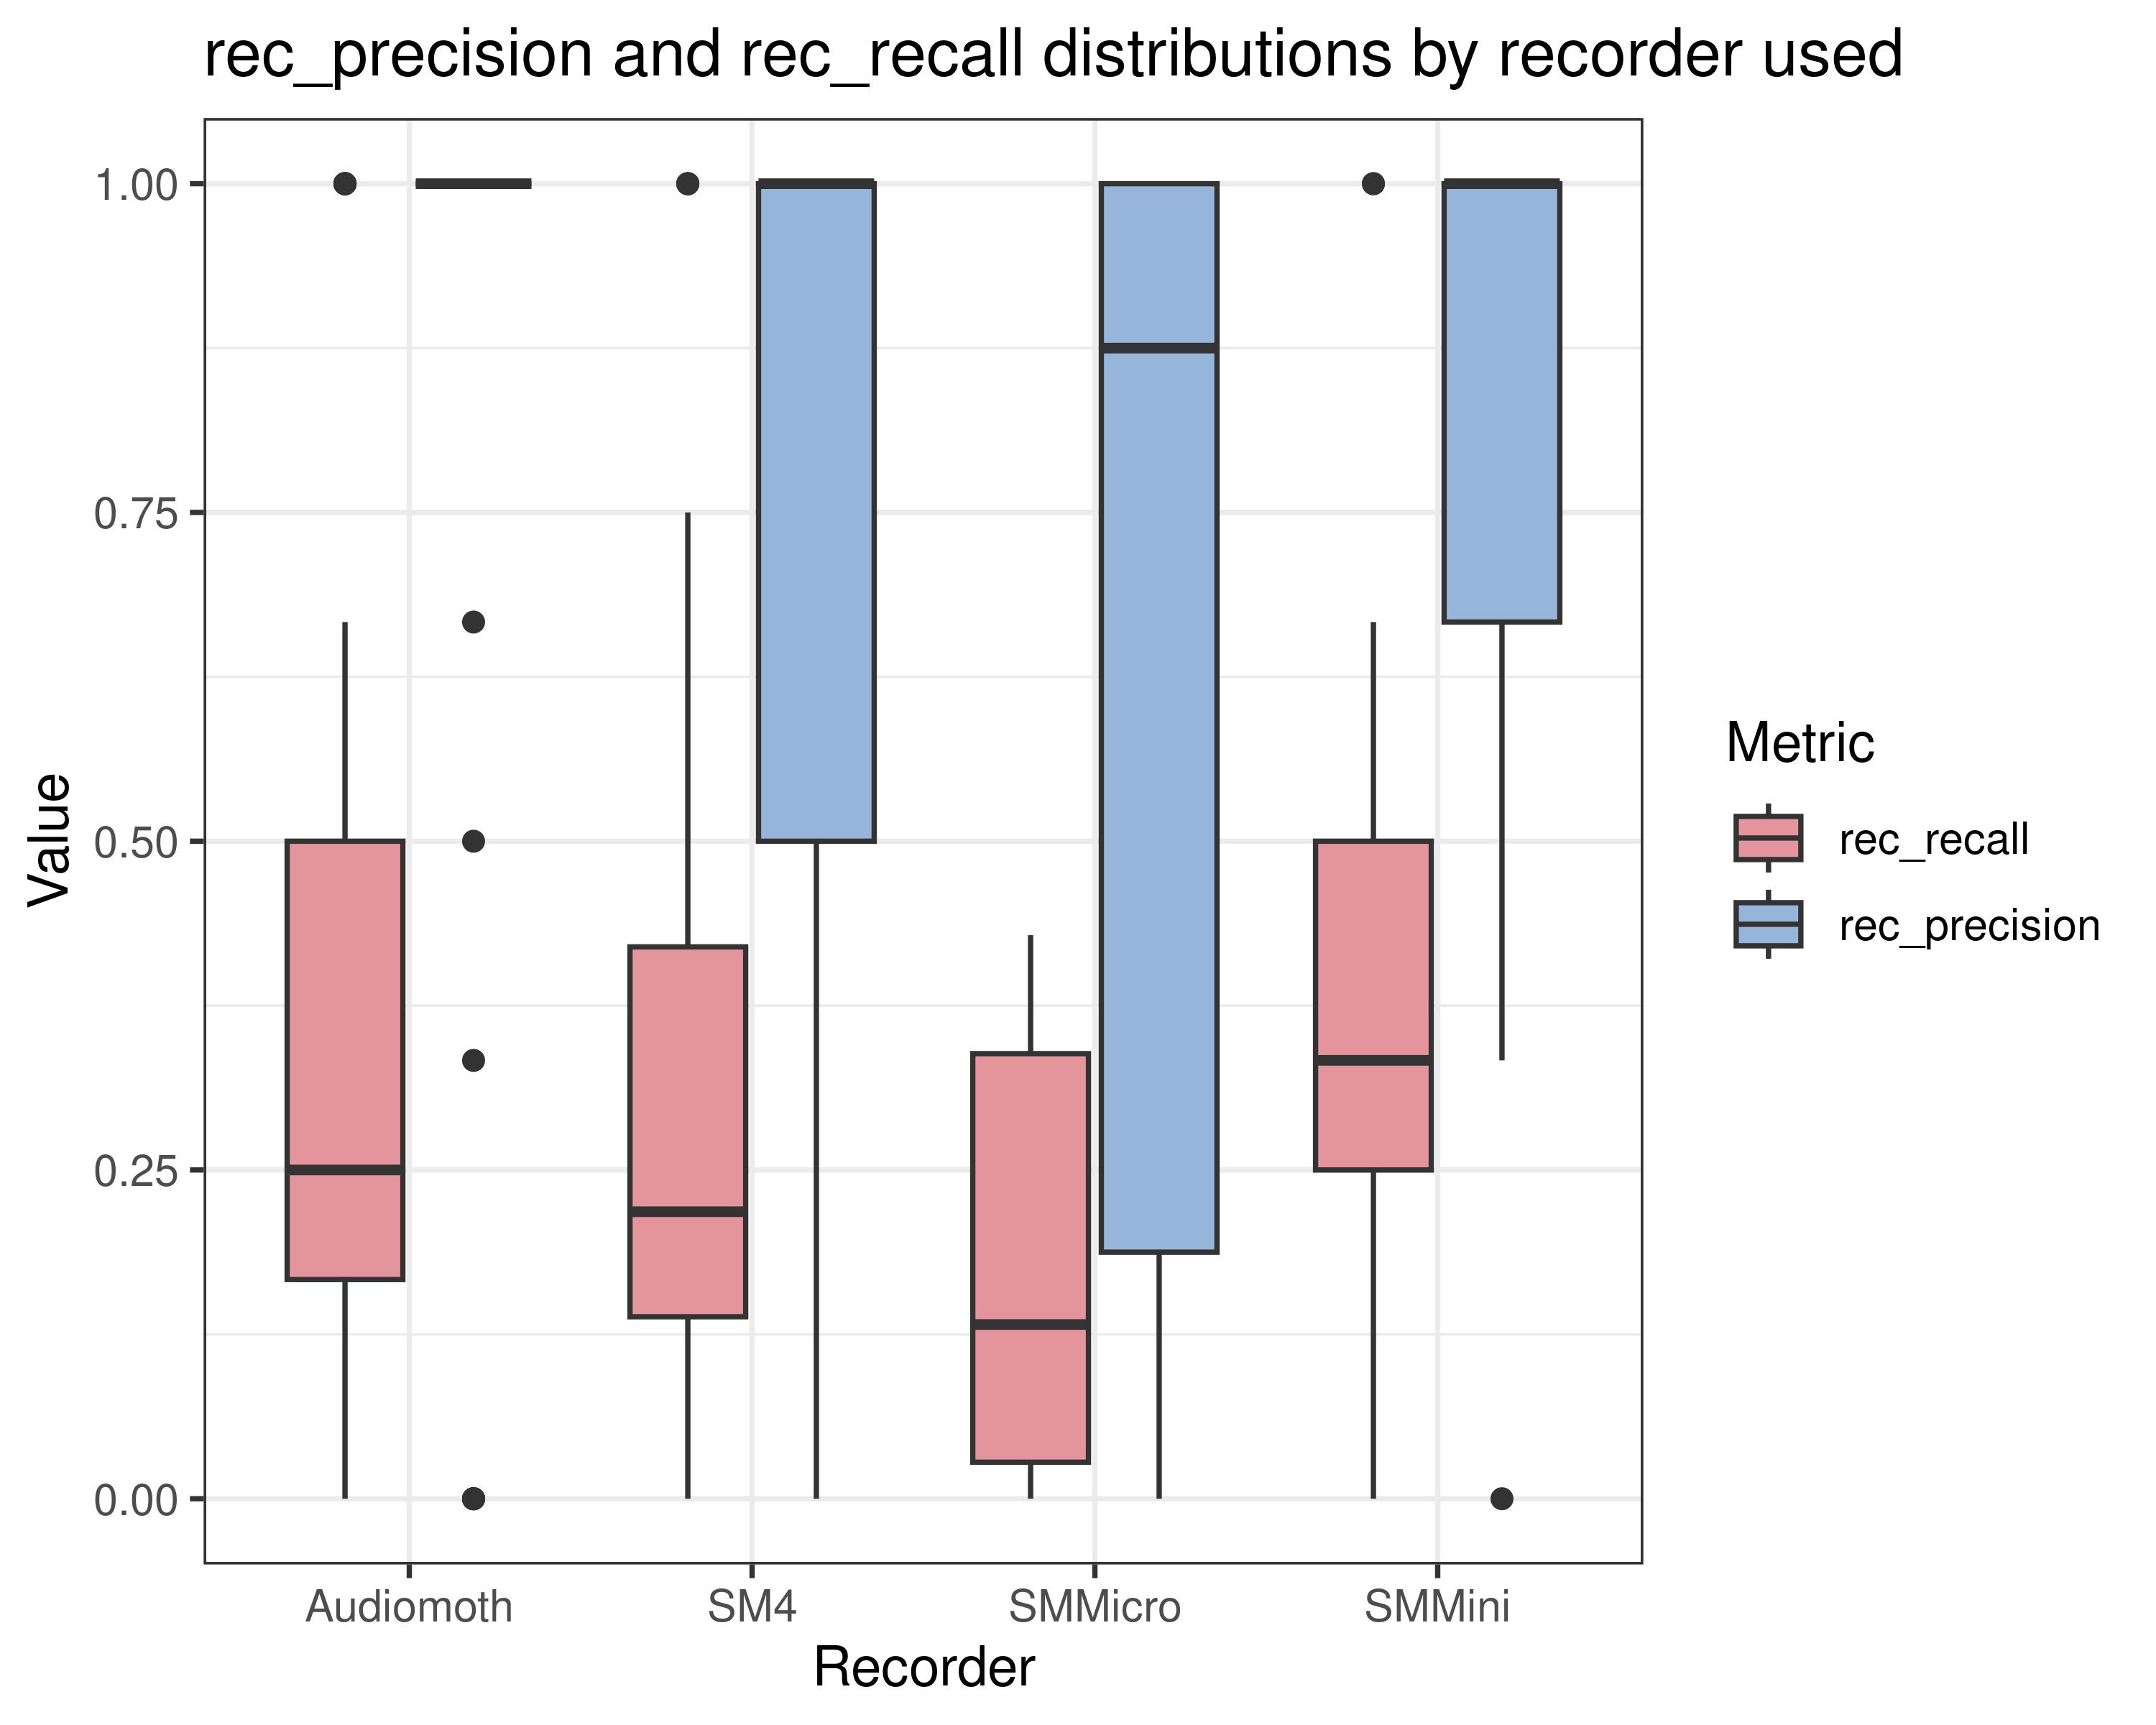 rec_precision and rec_recall distributions by recorder used
1.00
0.75
0.50
0.25
0.00
Value
Audiomoth SM4 SMMicro SMMini
Recorder
Metric
rec_recall
rec_precision